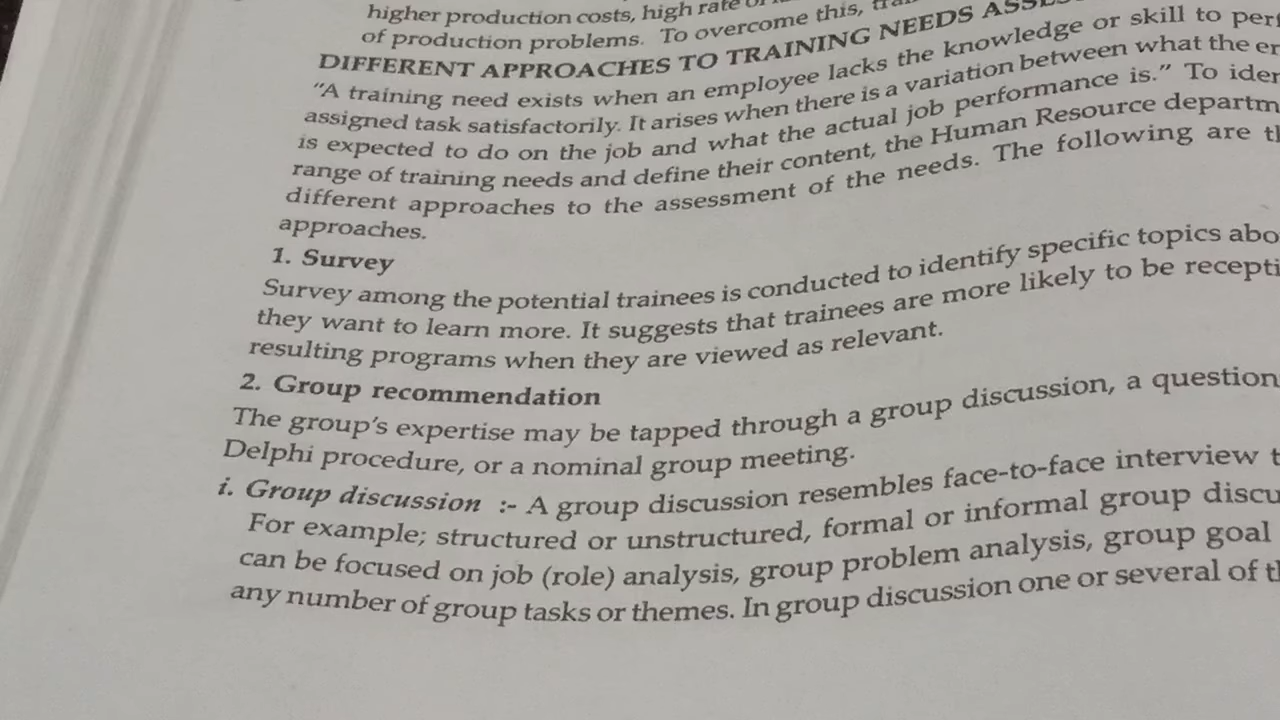 higher production costs, high rate
of production problems. To overcome this,
DIFFERENT APPROACHES TO TRAINING NEEDS
"A training need exists when an employee lacks the knowledge or skill to
assigned task satisfactorily. It arises when there is a variation between what the
is expected to do on the job and what the actual job performance is." To
range of training needs and define their content, the Human Resource
different approaches to the assessment of the needs. The following are
approaches.
1. Survey
Survey among the potential trainees is conducted to identify specific topics
they want to learn more. It suggests that trainees are more likely to be
resulting programs when they are viewed as relevant.
2. Group recommendation
The group's expertise may be tapped through a group discussion, a question
Delphi procedure, or a nominal group meeting.
i. Group discussion :- A group discussion resembles face-to-face interview
For example; structured or unstructured, formal or informal group
can be focused on job (role) analysis, group problem analysis, group goal
any number of group tasks or themes. In group discussion one or several of